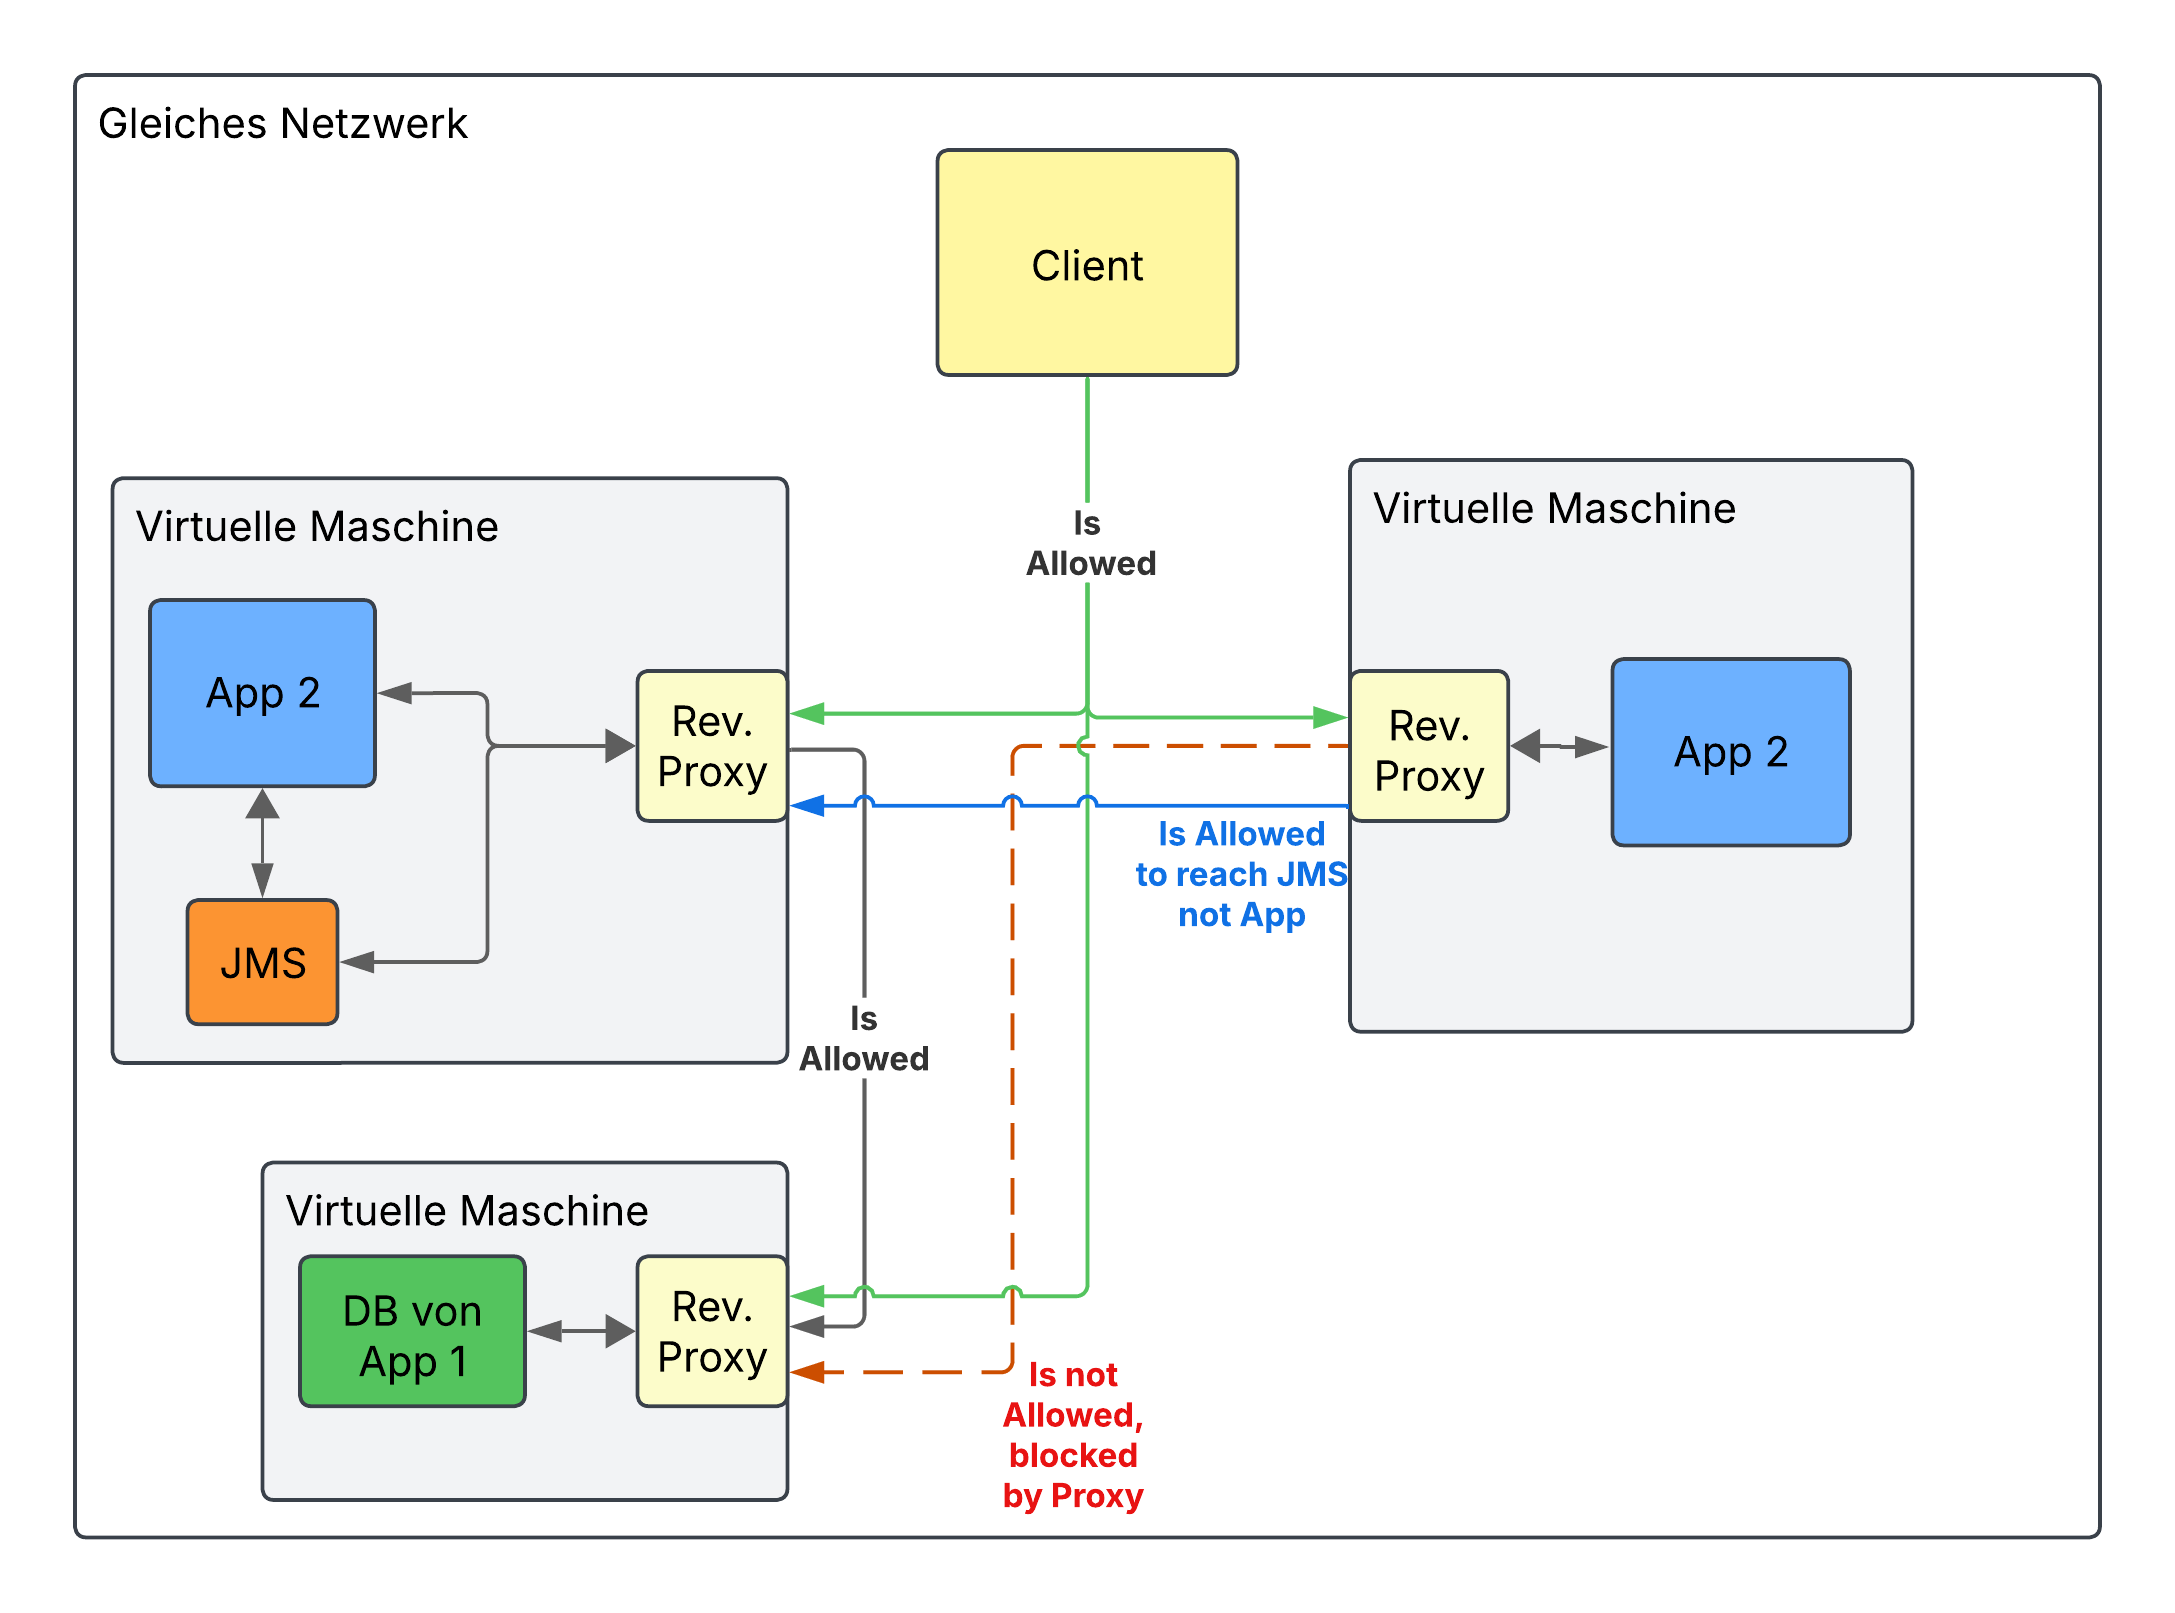 Gleiches Netzwerk
Client
Is
Allowed
Virtuelle Maschine
App 2
Rev.
Proxy
JMS
Virtuelle Maschine
Rev.
Proxy
App 2
Is Allowed
to reach JMS
not App
Is
Allowed
Virtuelle Maschine
DB von
App 1
Rev.
Proxy
Is not
Allowed,
blocked
by Proxy